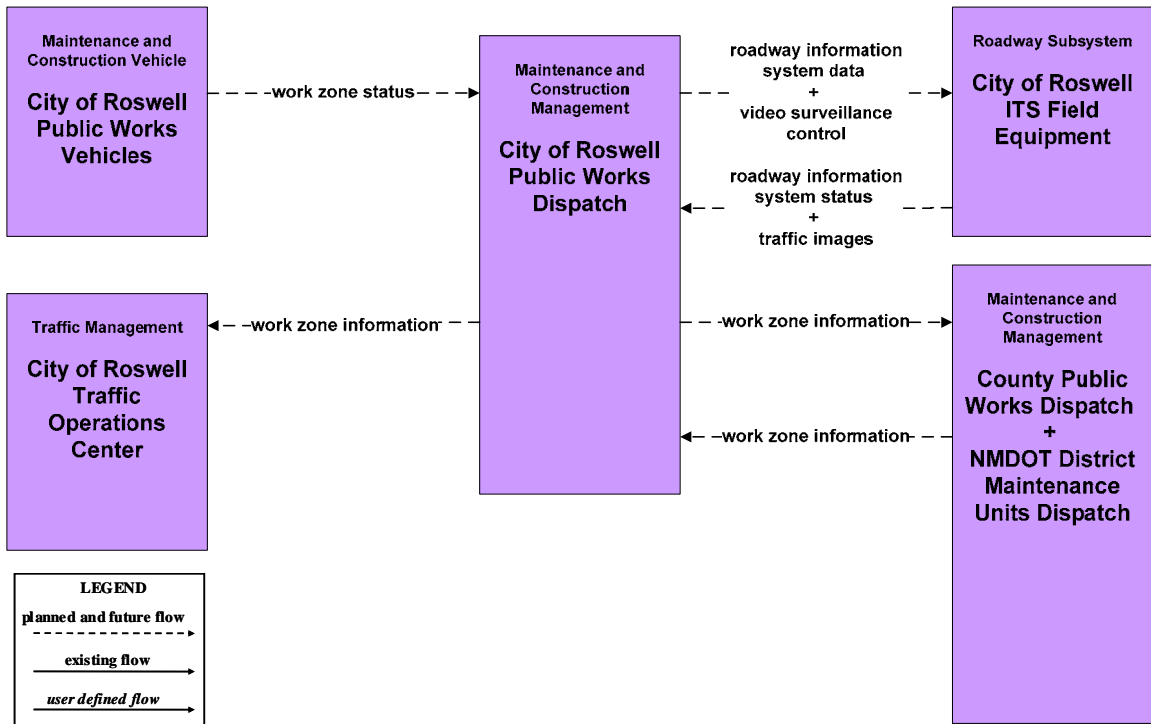 Maintenance and
Construction Vehicle
City of Roswell
Public Works
Vehicles
work zone status
Maintenance and
Construction
Management
City of Roswell
Public Works
Dispatch
roadway information
system data
+
video surveillance
control
roadway information
system status
+
traffic images
Roadway Subsystem
City of Roswell
ITS Field
Equipment
Traffic Management
City of Roswell
Traffic
Operations
Center
work zone information
work zone information
work zone information
Maintenance and
Construction
Management
County Public
Works Dispatch
+
NMDOT District
Maintenance
Units Dispatch
LEGEND
planned and future flow
existing flow
user defined flow